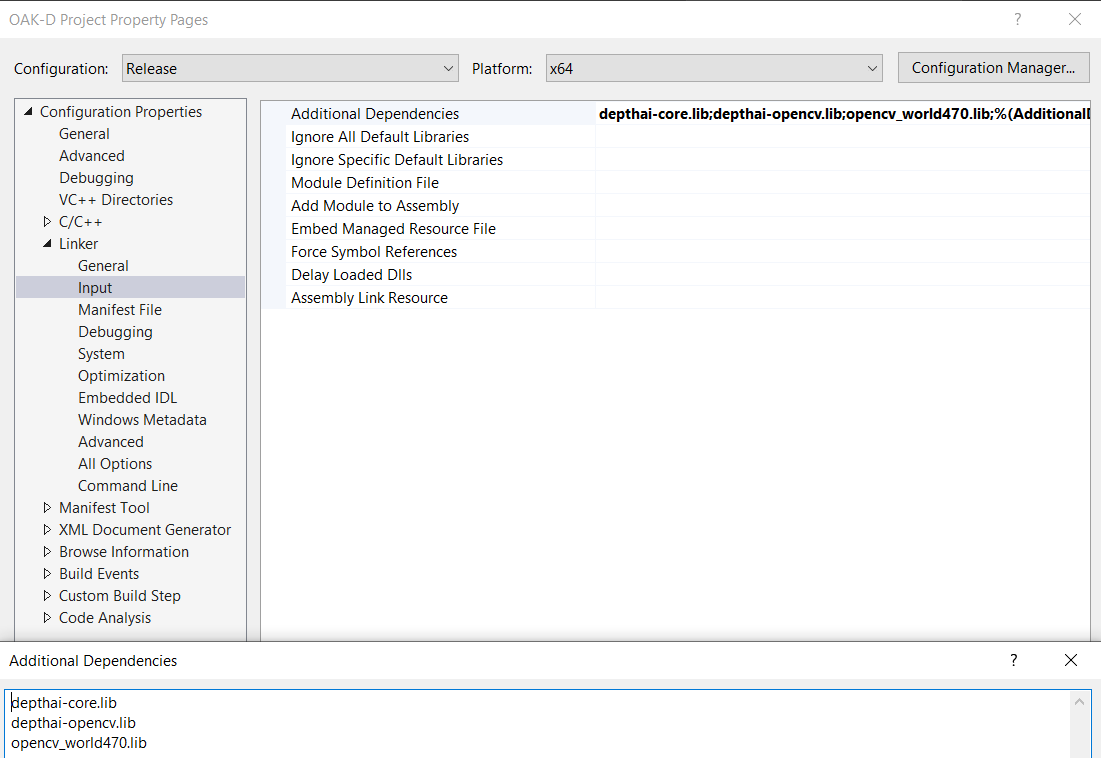 OAK-D Project Property Pages
Configuration: Release Platform: x64 Configuration Manager...
Configuration Properties
General
Advanced
Debugging
VC++ Directories
C/C++
Linker
General
Input
Manifest File
Debugging
System
Optimization
Embedded IDL
Windows Metadata
Advanced
All Options
Command Line
Manifest Tool
XML Document Generator
Browse Information
Build Events
Custom Build Step
Code Analysis
Additional Dependencies depthai-core.lib;depthai-opencv.lib;opencv_world470.lib;%(Additional
Ignore All Default Libraries
Ignore Specific Default Libraries
Module Definition File
Add Module to Assembly
Embed Managed Resource File
Force Symbol References
Delay Loaded Dlls
Assembly Link Resource
Additional Dependencies
depthai-core.lib
depthai-opencv.lib
opencv_world470.lib